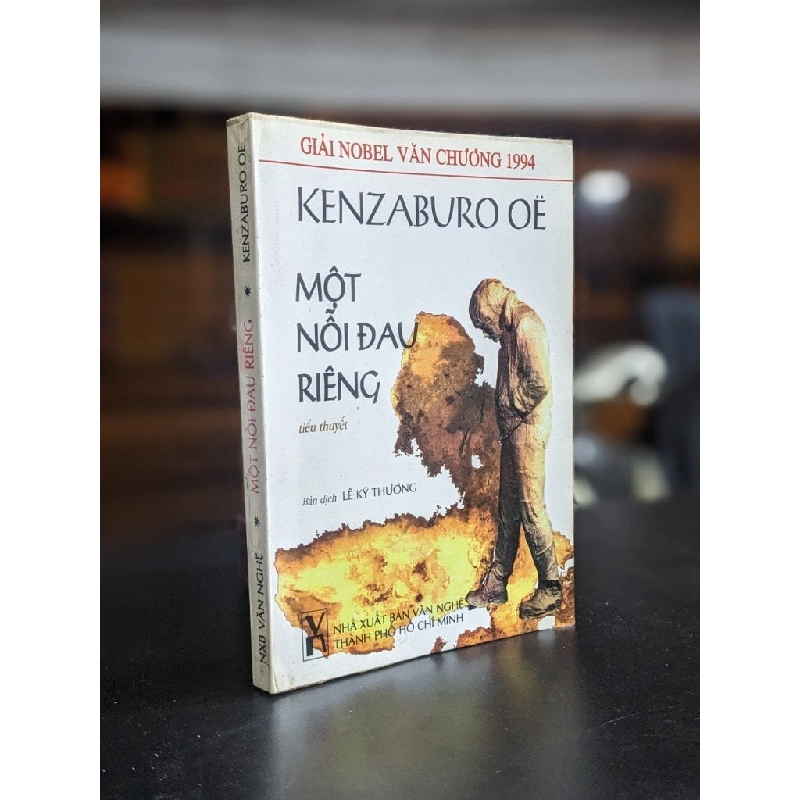 GIẢI NOBEL VĂN CHƯƠNG 1994
KENZABURO OË
MỘT
NỖI ĐAU
RIÊNG
tiểu thuyết
Bản dịch LÊ KỲ THƯƠNG
NHÀ XUẤT BẢN VĂN NGHỆ
THÀNH PHỐ HỒ CHÍ MINH
KENZABURO OË * MỘT NỖI ĐAU RIÊNG * NXB VĂN NGHỆ